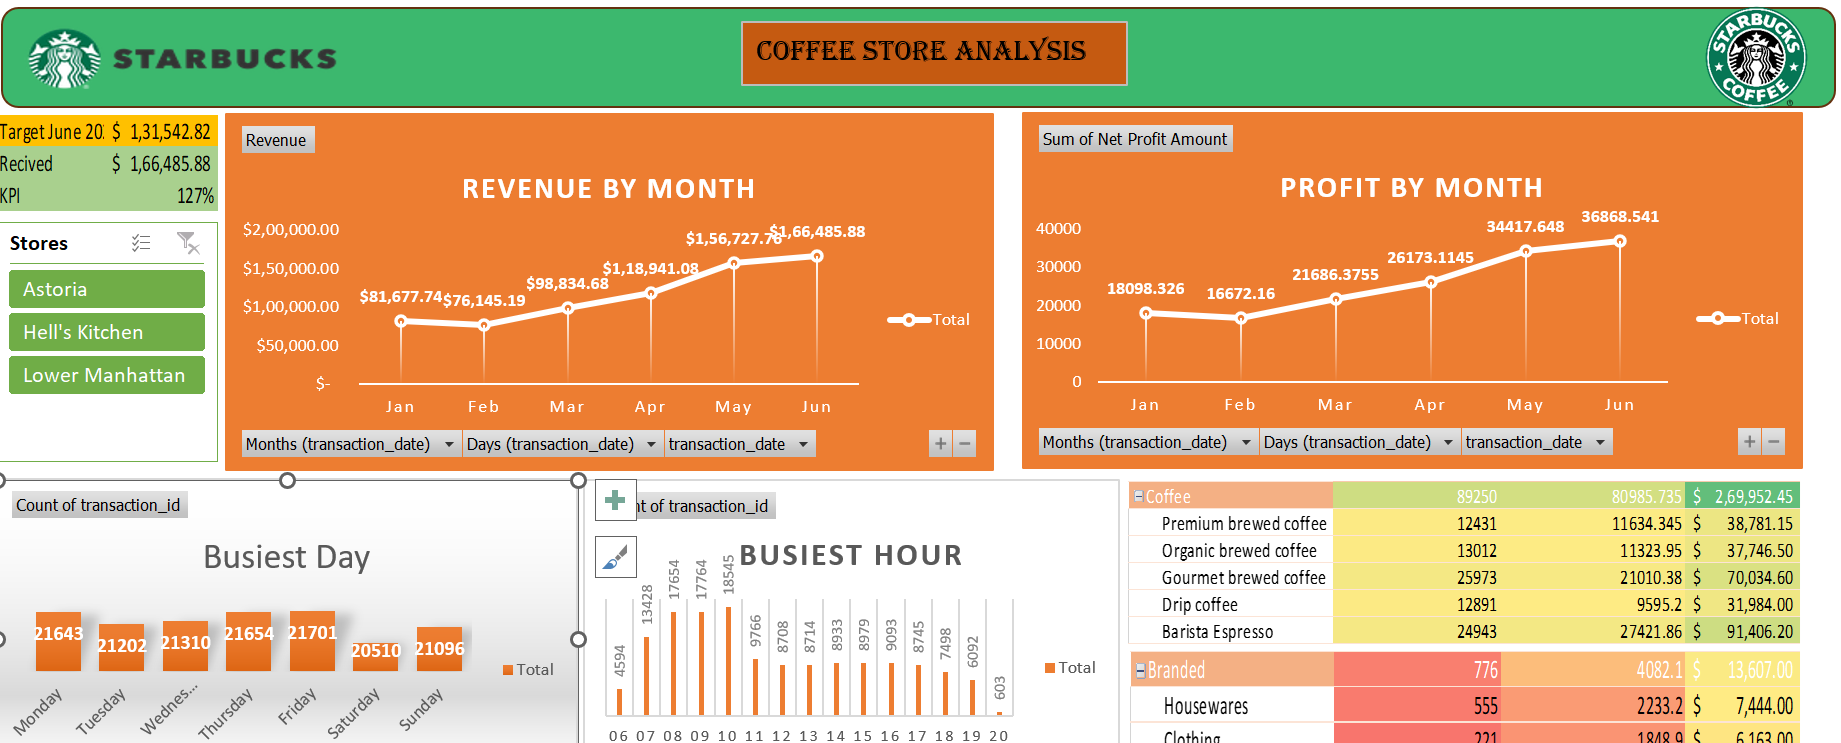 STARBUCKS
COFFEE STORE ANALYSIS
STARBUCKS
COFFEE
Target June 20 $ 1,31,542.82
Recived $ 1,66,485.88
KPI 127%
Stores
Astoria
Hell's Kitchen
Lower Manhattan
Revenue
REVENUE BY MONTH
$2,00,000.00
$1,50,000.00
$1,00,000.00
$50,000.00
$-
$81,677.74 $76,145.19 $98,834.68 $1,18,941.08 $1,56,727.76 $1,66,485.88
Total
Jan Feb Mar Apr May Jun
Months (transaction_date) Days (transaction_date) transaction_date
Sum of Net Profit Amount
PROFIT BY MONTH
40000
30000
20000
10000
0
18098.326 16672.16 21686.3755 26173.1145 34417.648 36868.541
Total
Jan Feb Mar Apr May Jun
Months (transaction_date) Days (transaction_date) transaction_date
Count of transaction_id
Busiest Day
21643 21202 21310 21654 21701 20510 21096
Total
Monday Tuesday Wednes... Thursday Friday Saturday Sunday
nt of transaction_id
BUSIEST HOUR
4594 13428 17654 17764 18545 9766 8708 8714 8933 8979 9093 8745 7498 6092 603
Total
06 07 08 09 10 11 12 13 14 15 16 17 18 19 20
Coffee 89250 80985.735 $ 2,69,952.45
Premium brewed coffee 12431 11634.345 $ 38,781.15
Organic brewed coffee 13012 11323.95 $ 37,746.50
Gourmet brewed coffee 25973 21010.38 $ 70,034.60
Drip coffee 12891 9595.2 $ 31,984.00
Barista Espresso 24943 27421.86 $ 91,406.20
Branded 776 4082.1 $ 13,607.00
Housewares 555 2233.2 $ 7,444.00
Clothing 221 1848.9 $ 6,163.00